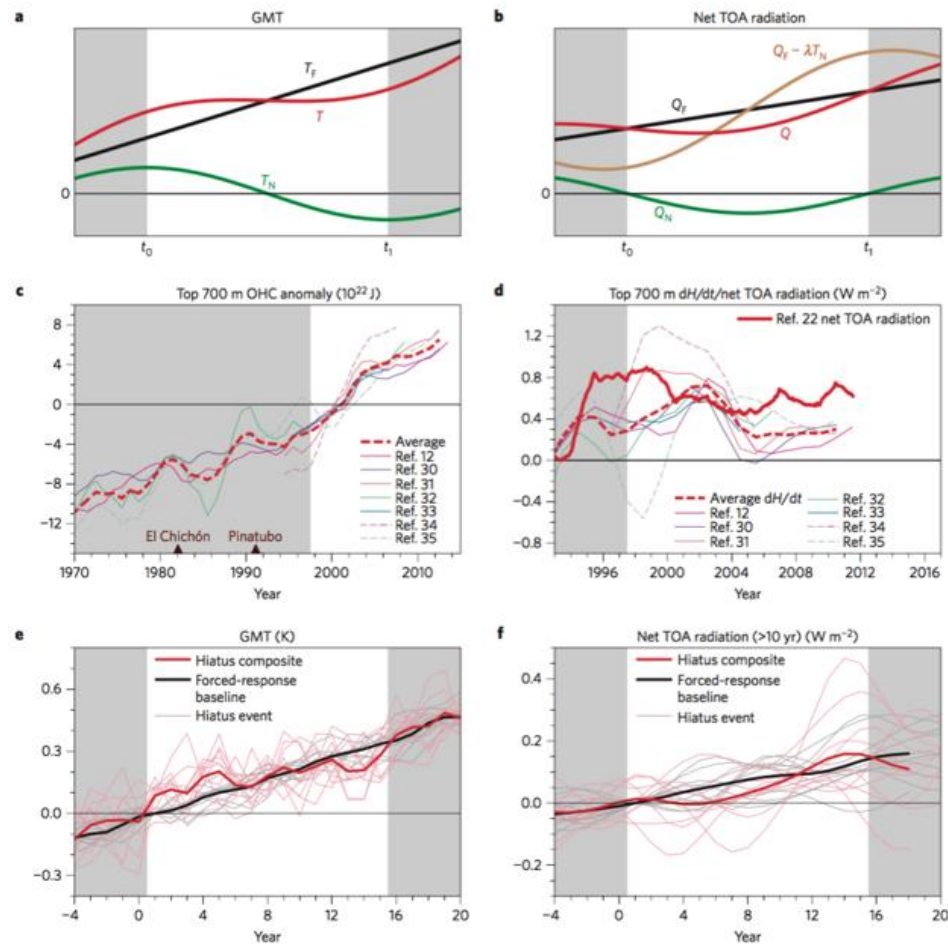 a
GMT
T_F
T
T_N
0
t_0
t_1
b
Net TOA radiation
Q_F − λT_N
Q_F
Q
Q_N
0
t_0
t_1
c
Top 700 m OHC anomaly (10²² J)
8
4
0
−4
−8
−12
Average
Ref. 12
Ref. 30
Ref. 31
Ref. 32
Ref. 33
Ref. 34
Ref. 35
El Chichón
Pinatubo
1970
1980
1990
2000
2010
Year
d
Top 700 m dH/dt/net TOA radiation (W m⁻²)
Ref. 22 net TOA radiation
1.2
0.8
0.4
0.0
−0.4
−0.8
Average dH/dt
Ref. 12
Ref. 30
Ref. 31
Ref. 32
Ref. 33
Ref. 34
Ref. 35
1996
2000
2004
2008
2012
2016
Year
e
GMT (K)
Hiatus composite
Forced-response
baseline
Hiatus event
0.6
0.3
0.0
−0.3
−4
0
4
8
12
16
20
Year
f
Net TOA radiation (>10 yr) (W m⁻²)
Hiatus composite
Forced-response
baseline
Hiatus event
0.4
0.2
0.0
−0.2
−4
0
4
8
12
16
20
Year